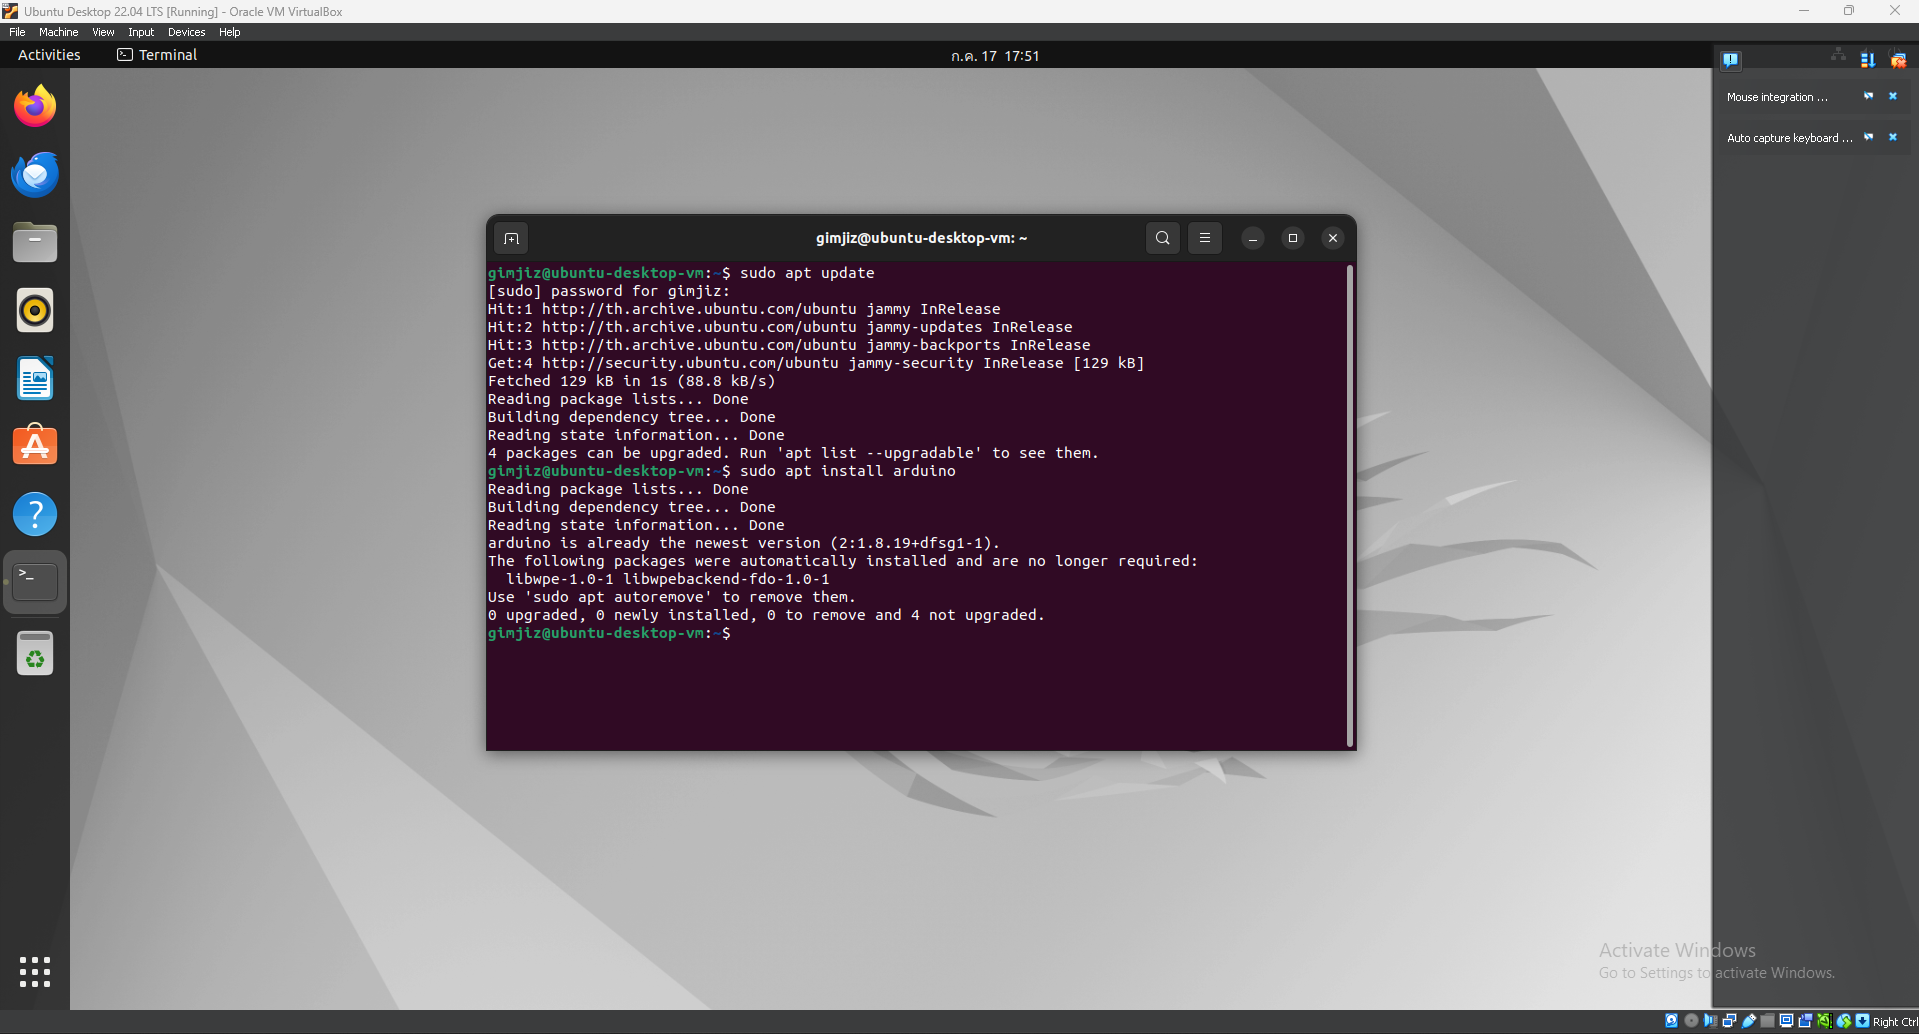 Ubuntu Desktop 22.04 LTS [Running] - Oracle VM VirtualBox
File Machine View Input Devices Help
Activities Terminal ก.ค. 17 17:51
Mouse integration ...
Auto capture keyboard ...
gimjiz@ubuntu-desktop-vm: ~
gimjiz@ubuntu-desktop-vm:~$ sudo apt update
[sudo] password for gimjiz:
Hit:1 http://th.archive.ubuntu.com/ubuntu jammy InRelease
Hit:2 http://th.archive.ubuntu.com/ubuntu jammy-updates InRelease
Hit:3 http://th.archive.ubuntu.com/ubuntu jammy-backports InRelease
Get:4 http://security.ubuntu.com/ubuntu jammy-security InRelease [129 kB]
Fetched 129 kB in 1s (88.8 kB/s)
Reading package lists... Done
Building dependency tree... Done
Reading state information... Done
4 packages can be upgraded. Run 'apt list --upgradable' to see them.
gimjiz@ubuntu-desktop-vm:~$ sudo apt install arduino
Reading package lists... Done
Building dependency tree... Done
Reading state information... Done
arduino is already the newest version (2:1.8.19+dfsg1-1).
The following packages were automatically installed and are no longer required:
  libwpe-1.0-1 libwpebackend-fdo-1.0-1
Use 'sudo apt autoremove' to remove them.
0 upgraded, 0 newly installed, 0 to remove and 4 not upgraded.
gimjiz@ubuntu-desktop-vm:~$
Activate Windows
Go to Settings to activate Windows.
Right Ctrl